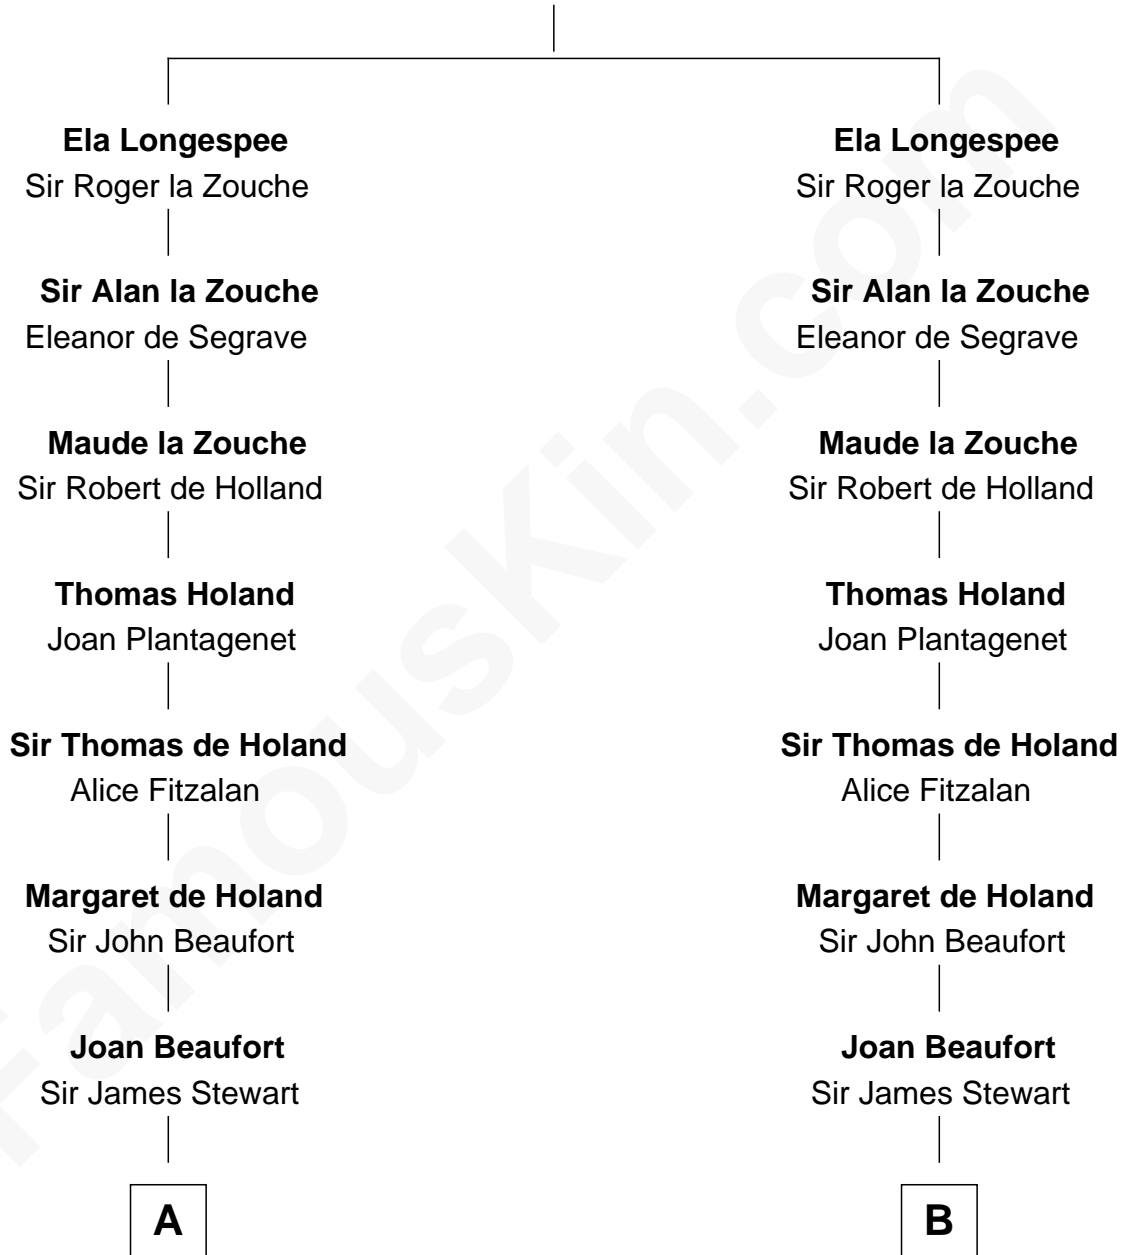 Ela Longespee
Sir Roger la Zouche
Sir Alan la Zouche
Eleanor de Segrave
Maude la Zouche
Sir Robert de Holland
Thomas Holand
Joan Plantagenet
Sir Thomas de Holand
Alice Fitzalan
Margaret de Holand
Sir John Beaufort
Joan Beaufort
Sir James Stewart
A
Ela Longespee
Sir Roger la Zouche
Sir Alan la Zouche
Eleanor de Segrave
Maude la Zouche
Sir Robert de Holland
Thomas Holand
Joan Plantagenet
Sir Thomas de Holand
Alice Fitzalan
Margaret de Holand
Sir John Beaufort
Joan Beaufort
Sir James Stewart
B
FamousKin.com